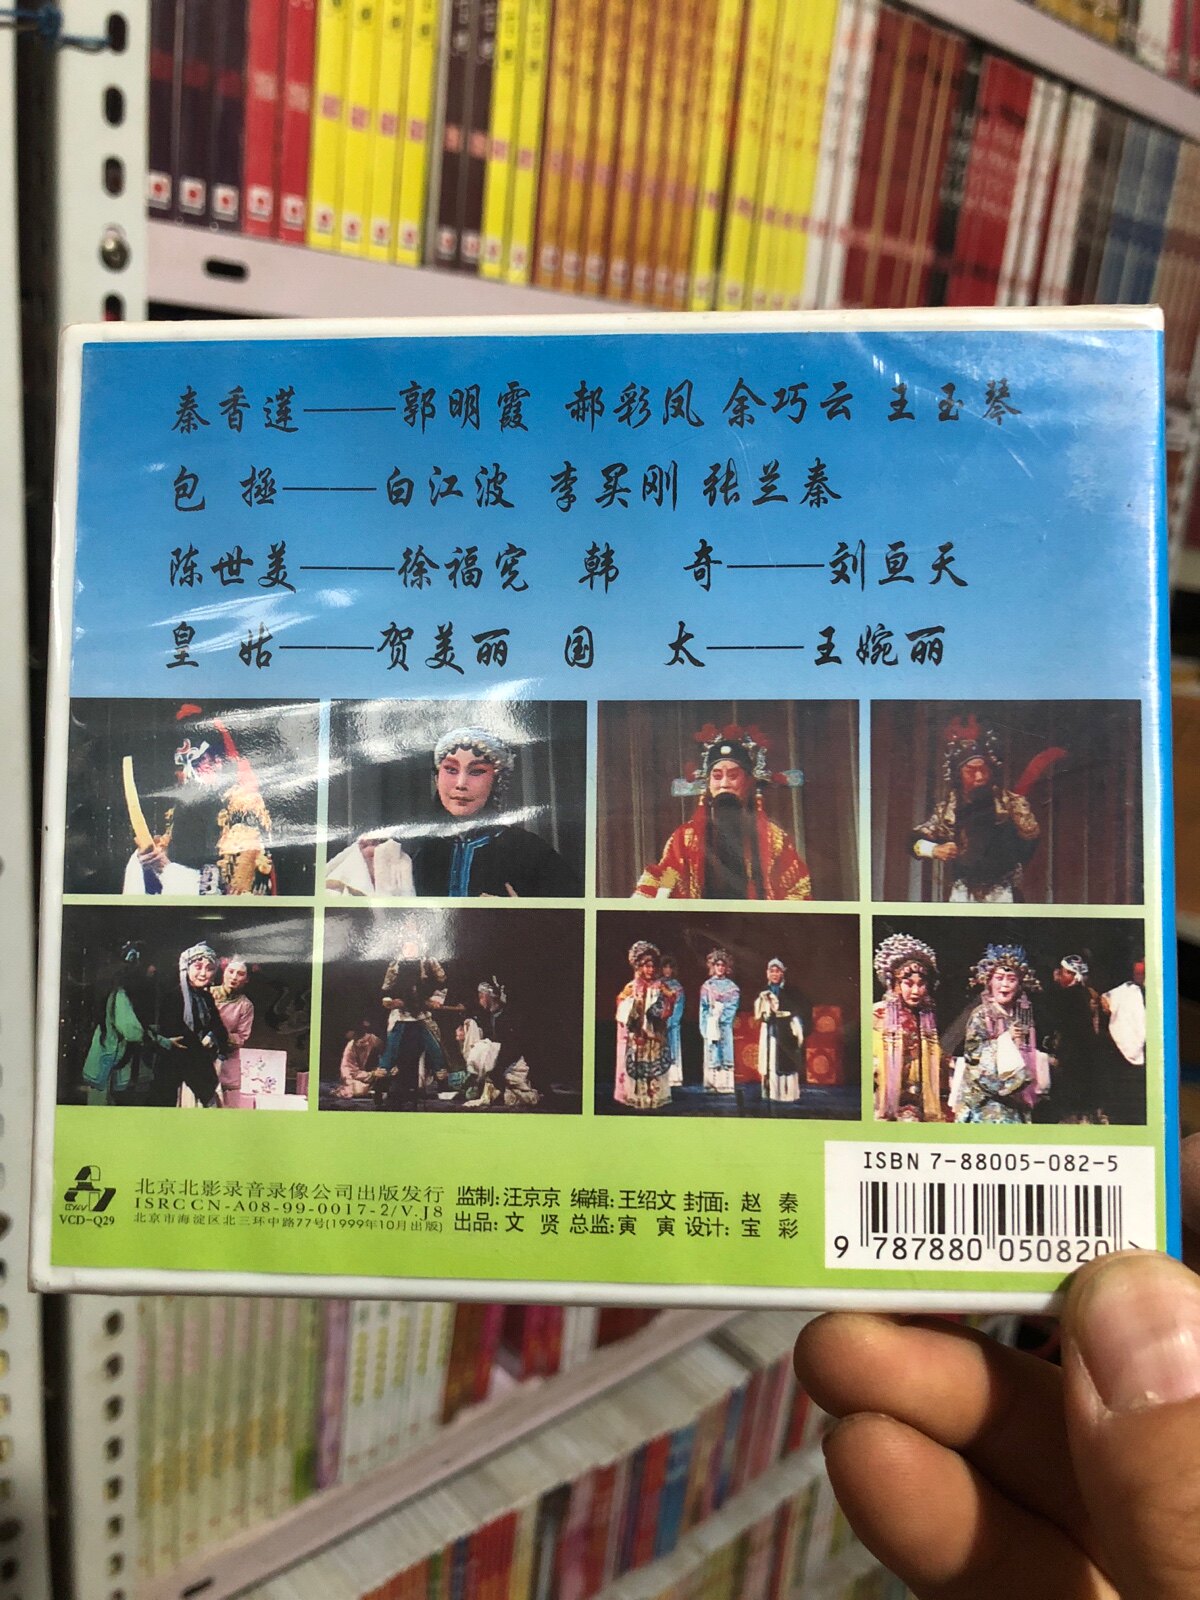 秦香莲——郭明霞 郝彩凤 余巧云 王玉琴
包 拯——白江波 李买刚 张兰秦
陈世美——徐福宪 韩 奇——刘亘天
皇 姑——贺美丽 国 太——王婉丽
ISBN 7-88005-082-5
9 787880 050820
VCD-Q29
北京北影录音录像公司出版发行
ISRCCN-A08-99-0017-2/V.J8
北京市海淀区北三环中路77号(1999年10月出版)
监制:汪京京 编辑:王绍文 封面:赵 秦
出品:文 贤 总监:寅 寅 设计:宝 彩